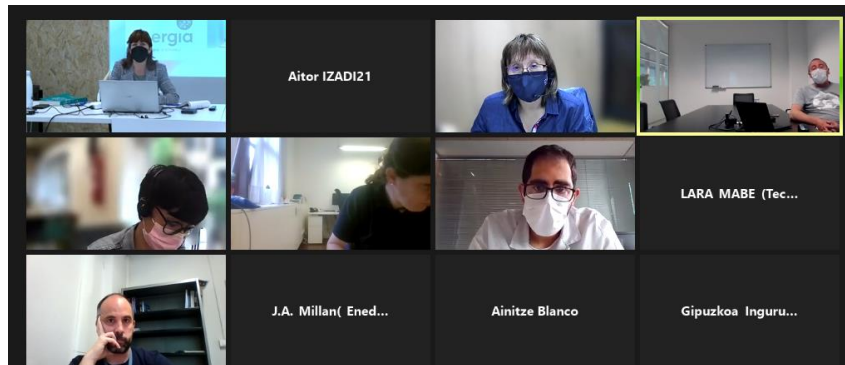 ergia
Aitor IZADI21
LARA MABE (Tec...
J.A. Millan( Ened...
Ainitze Blanco
Gipuzkoa Inguru...